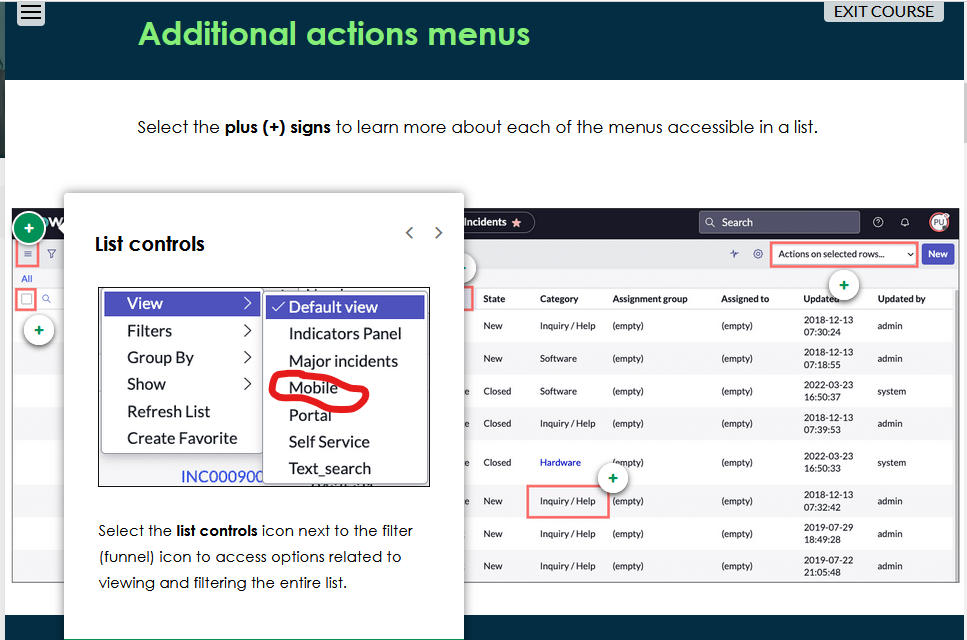 EXIT COURSE
Additional actions menus
Select the plus (+) signs to learn more about each of the menus accessible in a list.
Incidents
Search
PU
Actions on selected rows...
New
All
List controls
View
Filters
Group By
Show
Refresh List
Create Favorite
Default view
Indicators Panel
Major incidents
Mobile
Portal
Self Service
Text_search
INC000900
Select the list controls icon next to the filter
(funnel) icon to access options related to
viewing and filtering the entire list.
State Category Assignment group Assigned to Updated Updated by
New Inquiry / Help (empty) (empty) 2018-12-13 07:30:24 admin
New Software (empty) (empty) 2018-12-13 07:18:55 admin
Closed Software (empty) (empty) 2022-03-23 16:50:37 system
Closed Inquiry / Help (empty) (empty) 2018-12-13 07:39:53 admin
Closed Hardware (empty) (empty) 2022-03-23 16:50:33 system
New Inquiry / Help (empty) (empty) 2018-12-13 07:32:42 admin
New Inquiry / Help (empty) (empty) 2019-07-29 18:49:28 admin
New Inquiry / Help (empty) (empty) 2019-07-22 21:05:48 admin